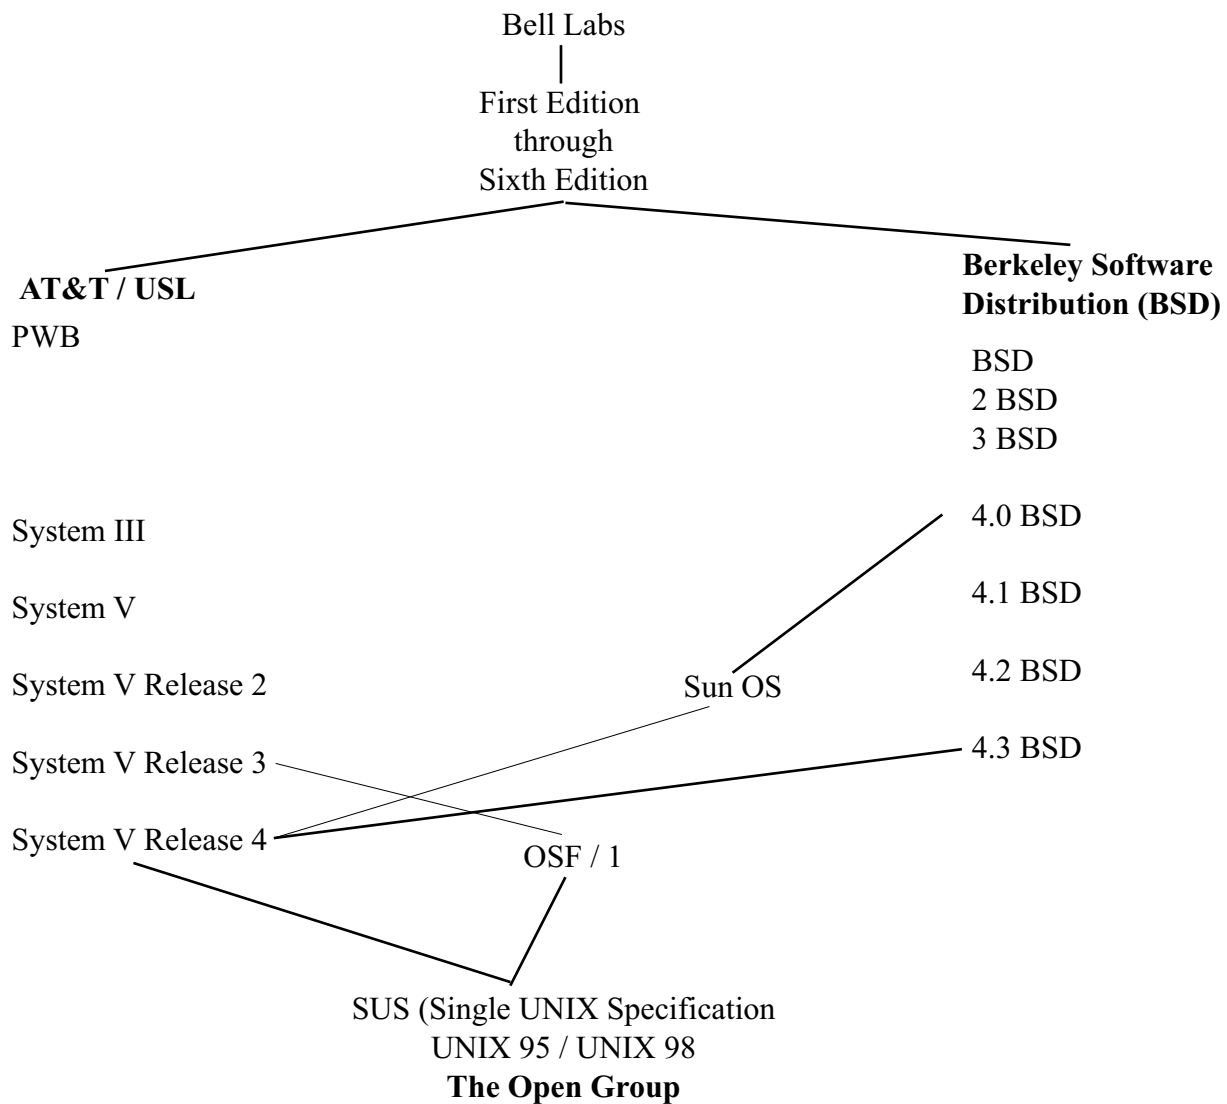 Bell Labs
First Edition
through
Sixth Edition
AT&T / USL
PWB
System III
System V
System V Release 2
System V Release 3
System V Release 4
Berkeley Software
Distribution (BSD)
BSD
2 BSD
3 BSD
4.0 BSD
4.1 BSD
4.2 BSD
4.3 BSD
Sun OS
OSF / 1
SUS (Single UNIX Specification
UNIX 95 / UNIX 98
The Open Group